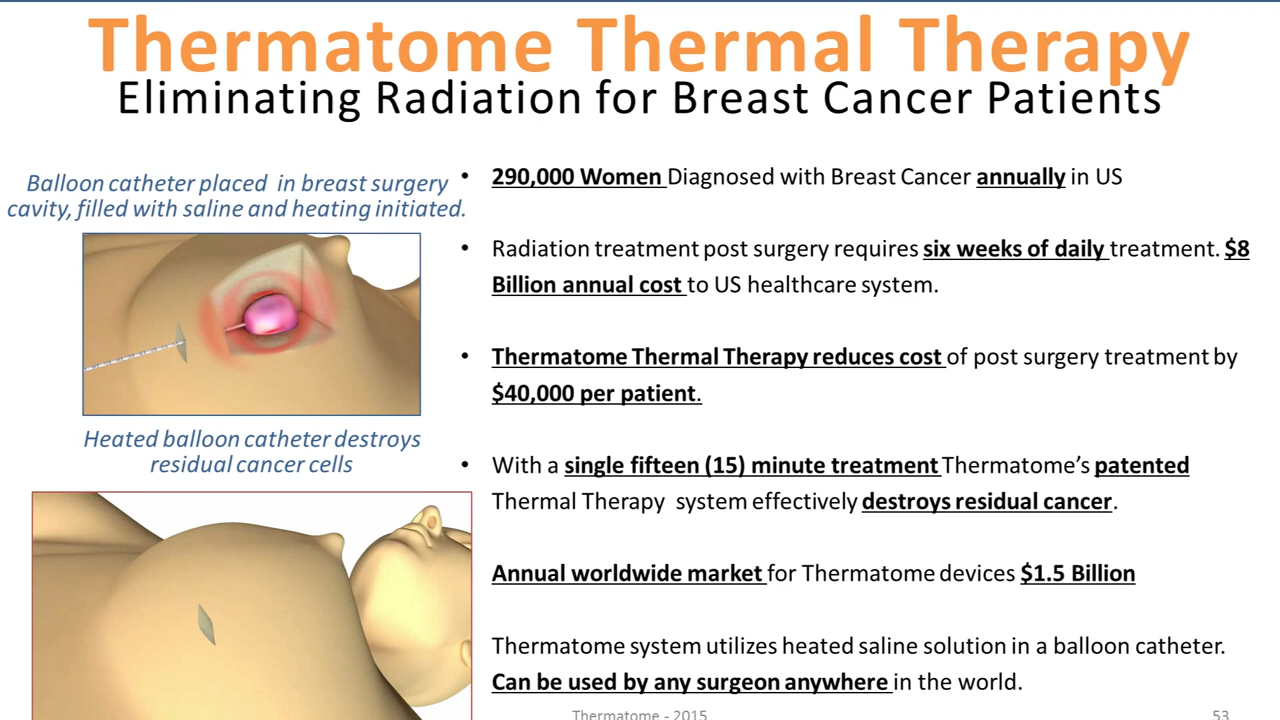 Thermatome Thermal Therapy
Eliminating Radiation for Breast Cancer Patients
Balloon catheter placed in breast surgery
cavity, filled with saline and heating initiated.
Heated balloon catheter destroys
residual cancer cells
• 290,000 Women Diagnosed with Breast Cancer annually in US
• Radiation treatment post surgery requires six weeks of daily treatment. $8
Billion annual cost to US healthcare system.
• Thermatome Thermal Therapy reduces cost of post surgery treatment by
$40,000 per patient.
• With a single fifteen (15) minute treatment Thermatome's patented
Thermal Therapy system effectively destroys residual cancer.
Annual worldwide market for Thermatome devices $1.5 Billion
Thermatome system utilizes heated saline solution in a balloon catheter.
Can be used by any surgeon anywhere in the world.
Thermatome - 2015
53